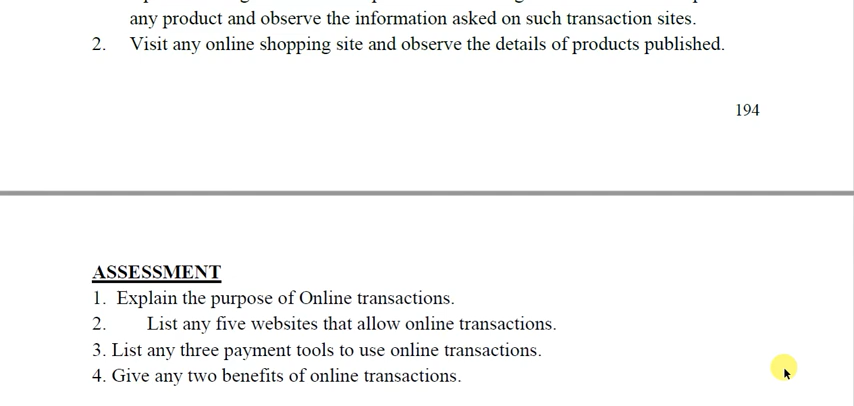 any product and observe the information asked on such transaction sites.
2. Visit any online shopping site and observe the details of products published.
194
ASSESSMENT
1. Explain the purpose of Online transactions.
2. List any five websites that allow online transactions.
3. List any three payment tools to use online transactions.
4. Give any two benefits of online transactions.